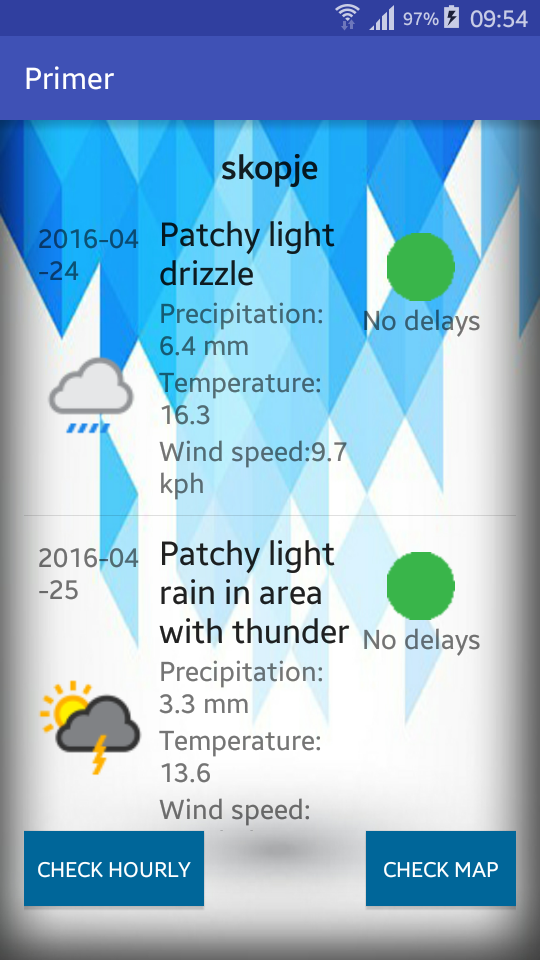 97% 09:54
Primer
skopje
2016-04
-24
Patchy light
drizzle
Precipitation:
6.4 mm
Temperature:
16.3
Wind speed:9.7
kph
No delays
2016-04
-25
Patchy light
rain in area
with thunder
Precipitation:
3.3 mm
Temperature:
13.6
Wind speed:
No delays
CHECK HOURLY
CHECK MAP